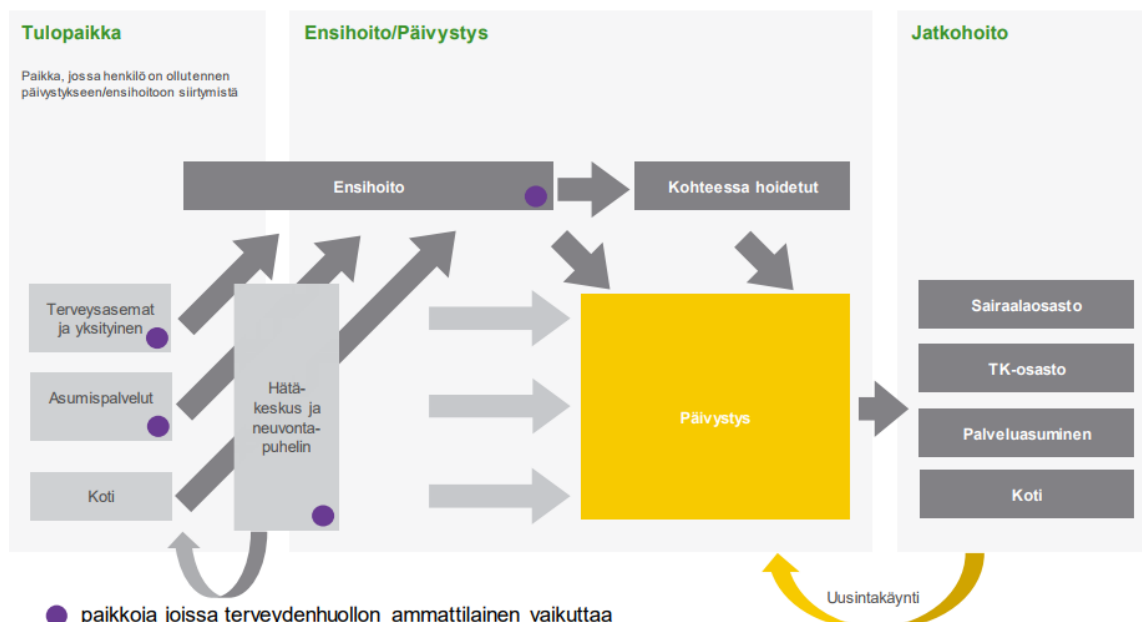 Tulopaikka
Paikka, jossa henkilö on ollut ennen
päivystykseen/ensihoitoon siirtymistä
Ensihoito/Päivystys
Jatkohoito
Ensihoito
Kohteessa hoidetut
Terveysasemat
ja yksityinen
Asumispalvelut
Koti
Hätä-
keskus ja
neuvonta-
puhelin
Päivystys
Sairaalaosasto
TK-osasto
Palveluasuminen
Koti
Uusintakäynti
paikkoja joissa terveydenhuollon ammattilainen vaikuttaa